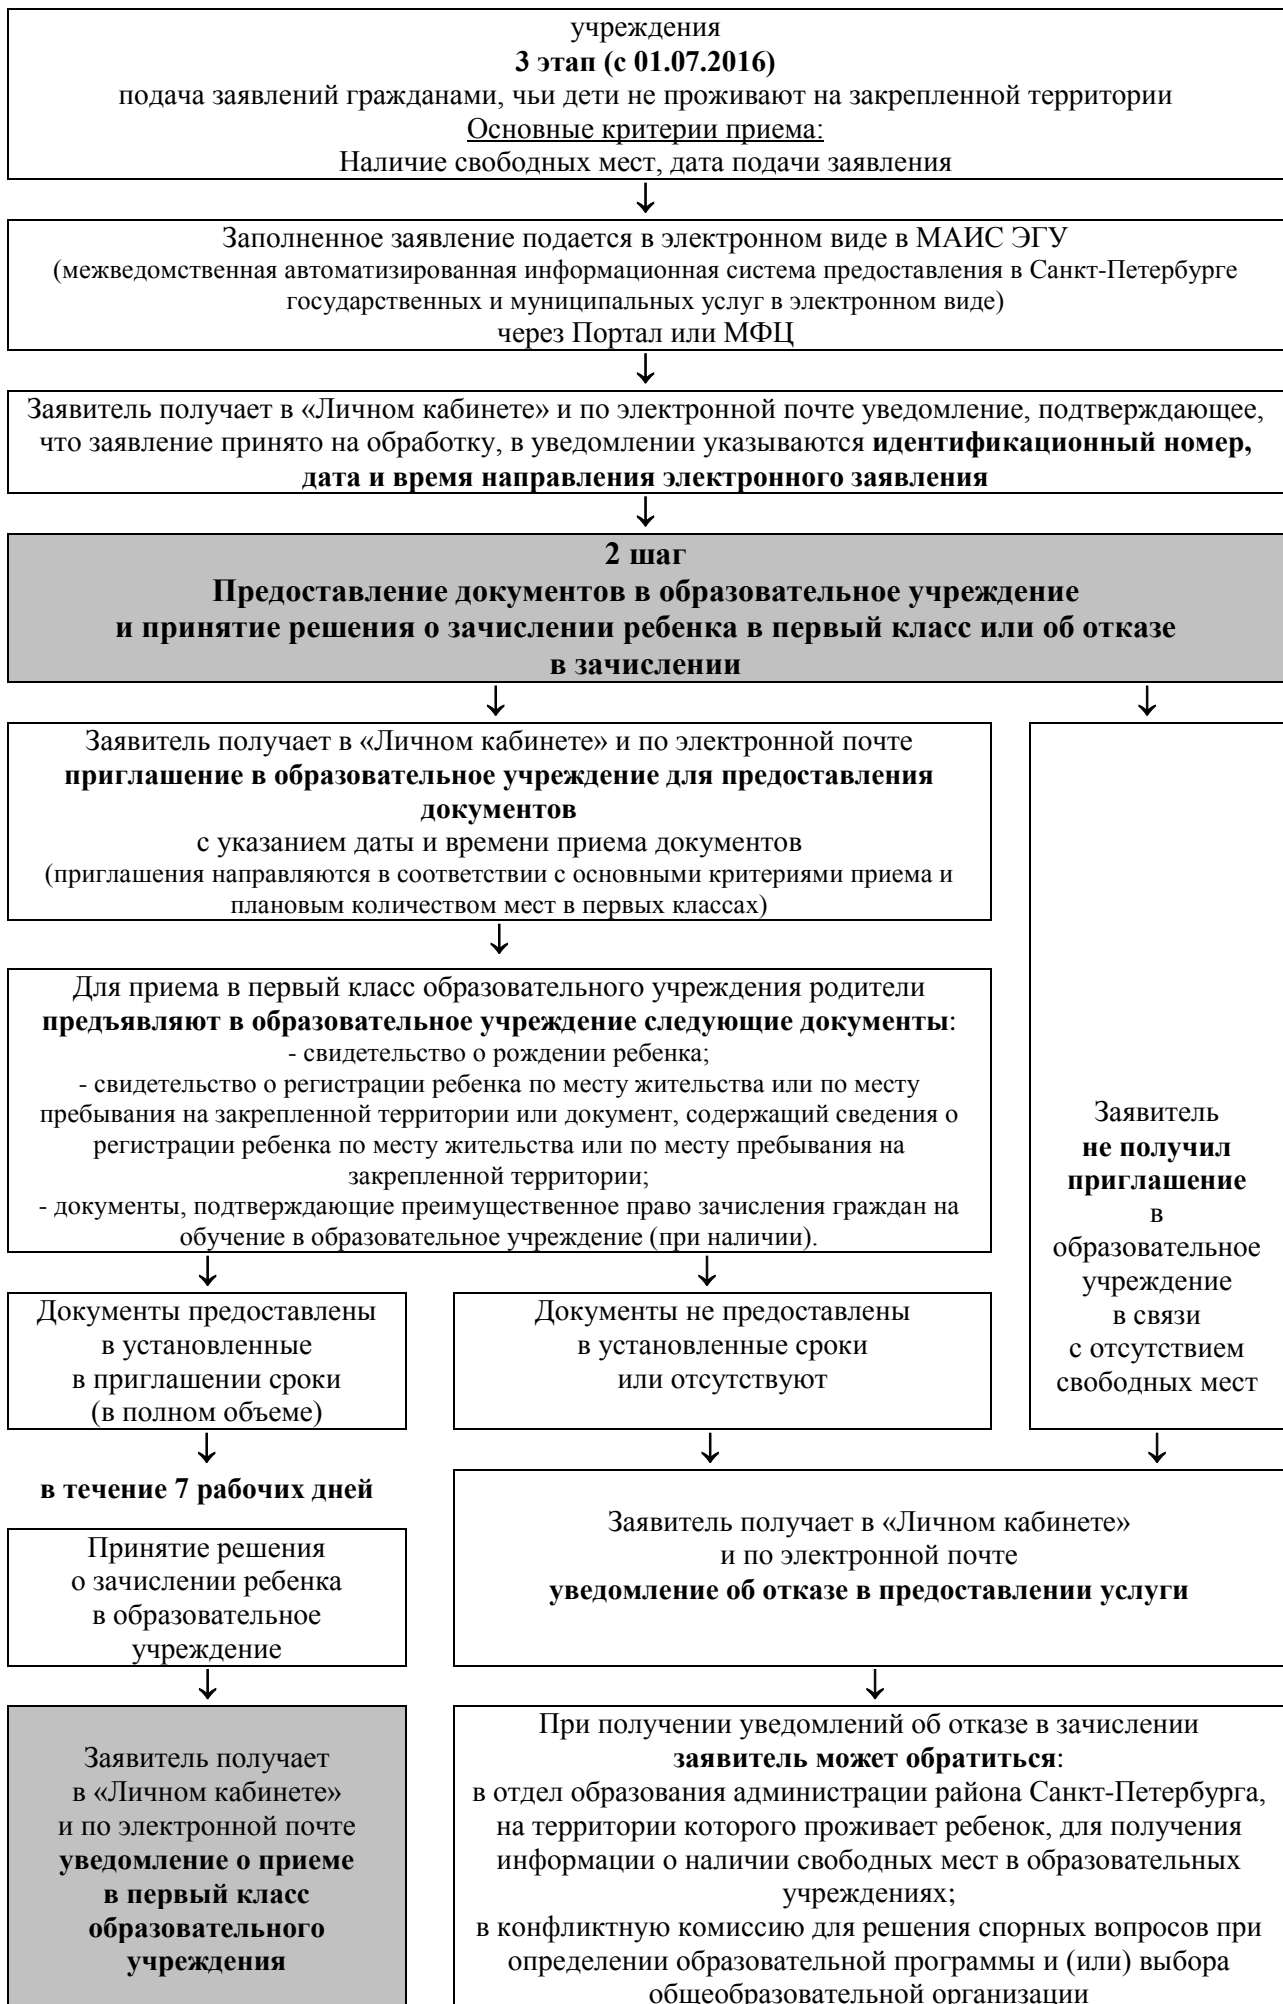 учреждения
3 этап (с 01.07.2016)
подача заявлений гражданами, чьи дети не проживают на закрепленной территории
Основные критерии приема:
Наличие свободных мест, дата подачи заявления
↓
Заполненное заявление подается в электронном виде в МАИС ЭГУ
(межведомственная автоматизированная информационная система предоставления в Санкт-Петербурге
государственных и муниципальных услуг в электронном виде)
через Портал или МФЦ
↓
Заявитель получает в «Личном кабинете» и по электронной почте уведомление, подтверждающее,
что заявление принято на обработку, в уведомлении указываются идентификационный номер,
дата и время направления электронного заявления
↓
2 шаг
Предоставление документов в образовательное учреждение
и принятие решения о зачислении ребенка в первый класс или об отказе
в зачислении
↓ ↓
Заявитель получает в «Личном кабинете» и по электронной почте
приглашение в образовательное учреждение для предоставления
документов
с указанием даты и времени приема документов
(приглашения направляются в соответствии с основными критериями приема и
плановым количеством мест в первых классах)
↓
Для приема в первый класс образовательного учреждения родители
предъявляют в образовательное учреждение следующие документы:
- свидетельство о рождении ребенка;
- свидетельство о регистрации ребенка по месту жительства или по месту
пребывания на закрепленной территории или документ, содержащий сведения о
регистрации ребенка по месту жительства или по месту пребывания на
закрепленной территории;
- документы, подтверждающие преимущественное право зачисления граждан на
обучение в образовательное учреждение (при наличии).
Заявитель
не получил
приглашение
в
образовательное
учреждение
в связи
с отсутствием
свободных мест
↓ ↓
Документы предоставлены
в установленные
в приглашении сроки
(в полном объеме)
Документы не предоставлены
в установленные сроки
или отсутствуют
↓ ↓ ↓
в течение 7 рабочих дней
Принятие решения
о зачислении ребенка
в образовательное
учреждение
Заявитель получает в «Личном кабинете»
и по электронной почте
уведомление об отказе в предоставлении услуги
↓ ↓
Заявитель получает
в «Личном кабинете»
и по электронной почте
уведомление о приеме
в первый класс
образовательного
учреждения
При получении уведомлений об отказе в зачислении
заявитель может обратиться:
в отдел образования администрации района Санкт-Петербурга,
на территории которого проживает ребенок, для получения
информации о наличии свободных мест в образовательных
учреждениях;
в конфликтную комиссию для решения спорных вопросов при
определении образовательной программы и (или) выбора
общеобразовательной организации